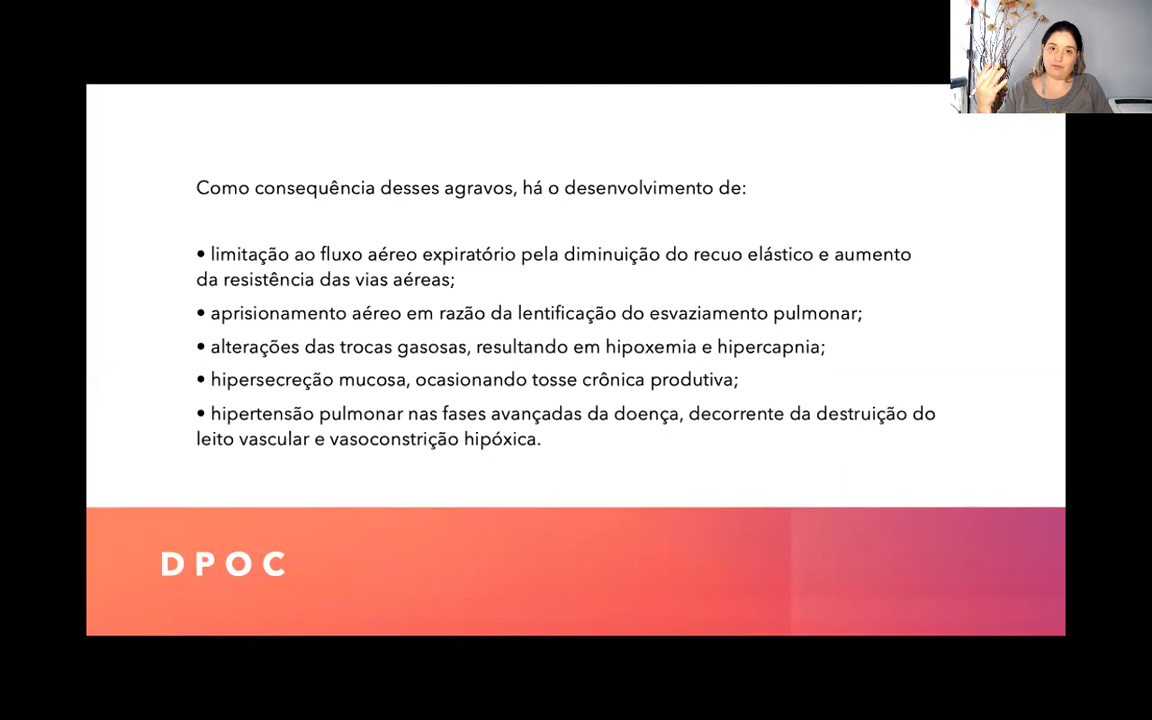 Como consequência desses agravos, há o desenvolvimento de:
• limitação ao fluxo aéreo expiratório pela diminuição do recuo elástico e aumento
da resistência das vias aéreas;
• aprisionamento aéreo em razão da lentificação do esvaziamento pulmonar;
• alterações das trocas gasosas, resultando em hipoxemia e hipercapnia;
• hipersecreção mucosa, ocasionando tosse crônica produtiva;
• hipertensão pulmonar nas fases avançadas da doença, decorrente da destruição do
leito vascular e vasoconstrição hipóxica.
DPOC